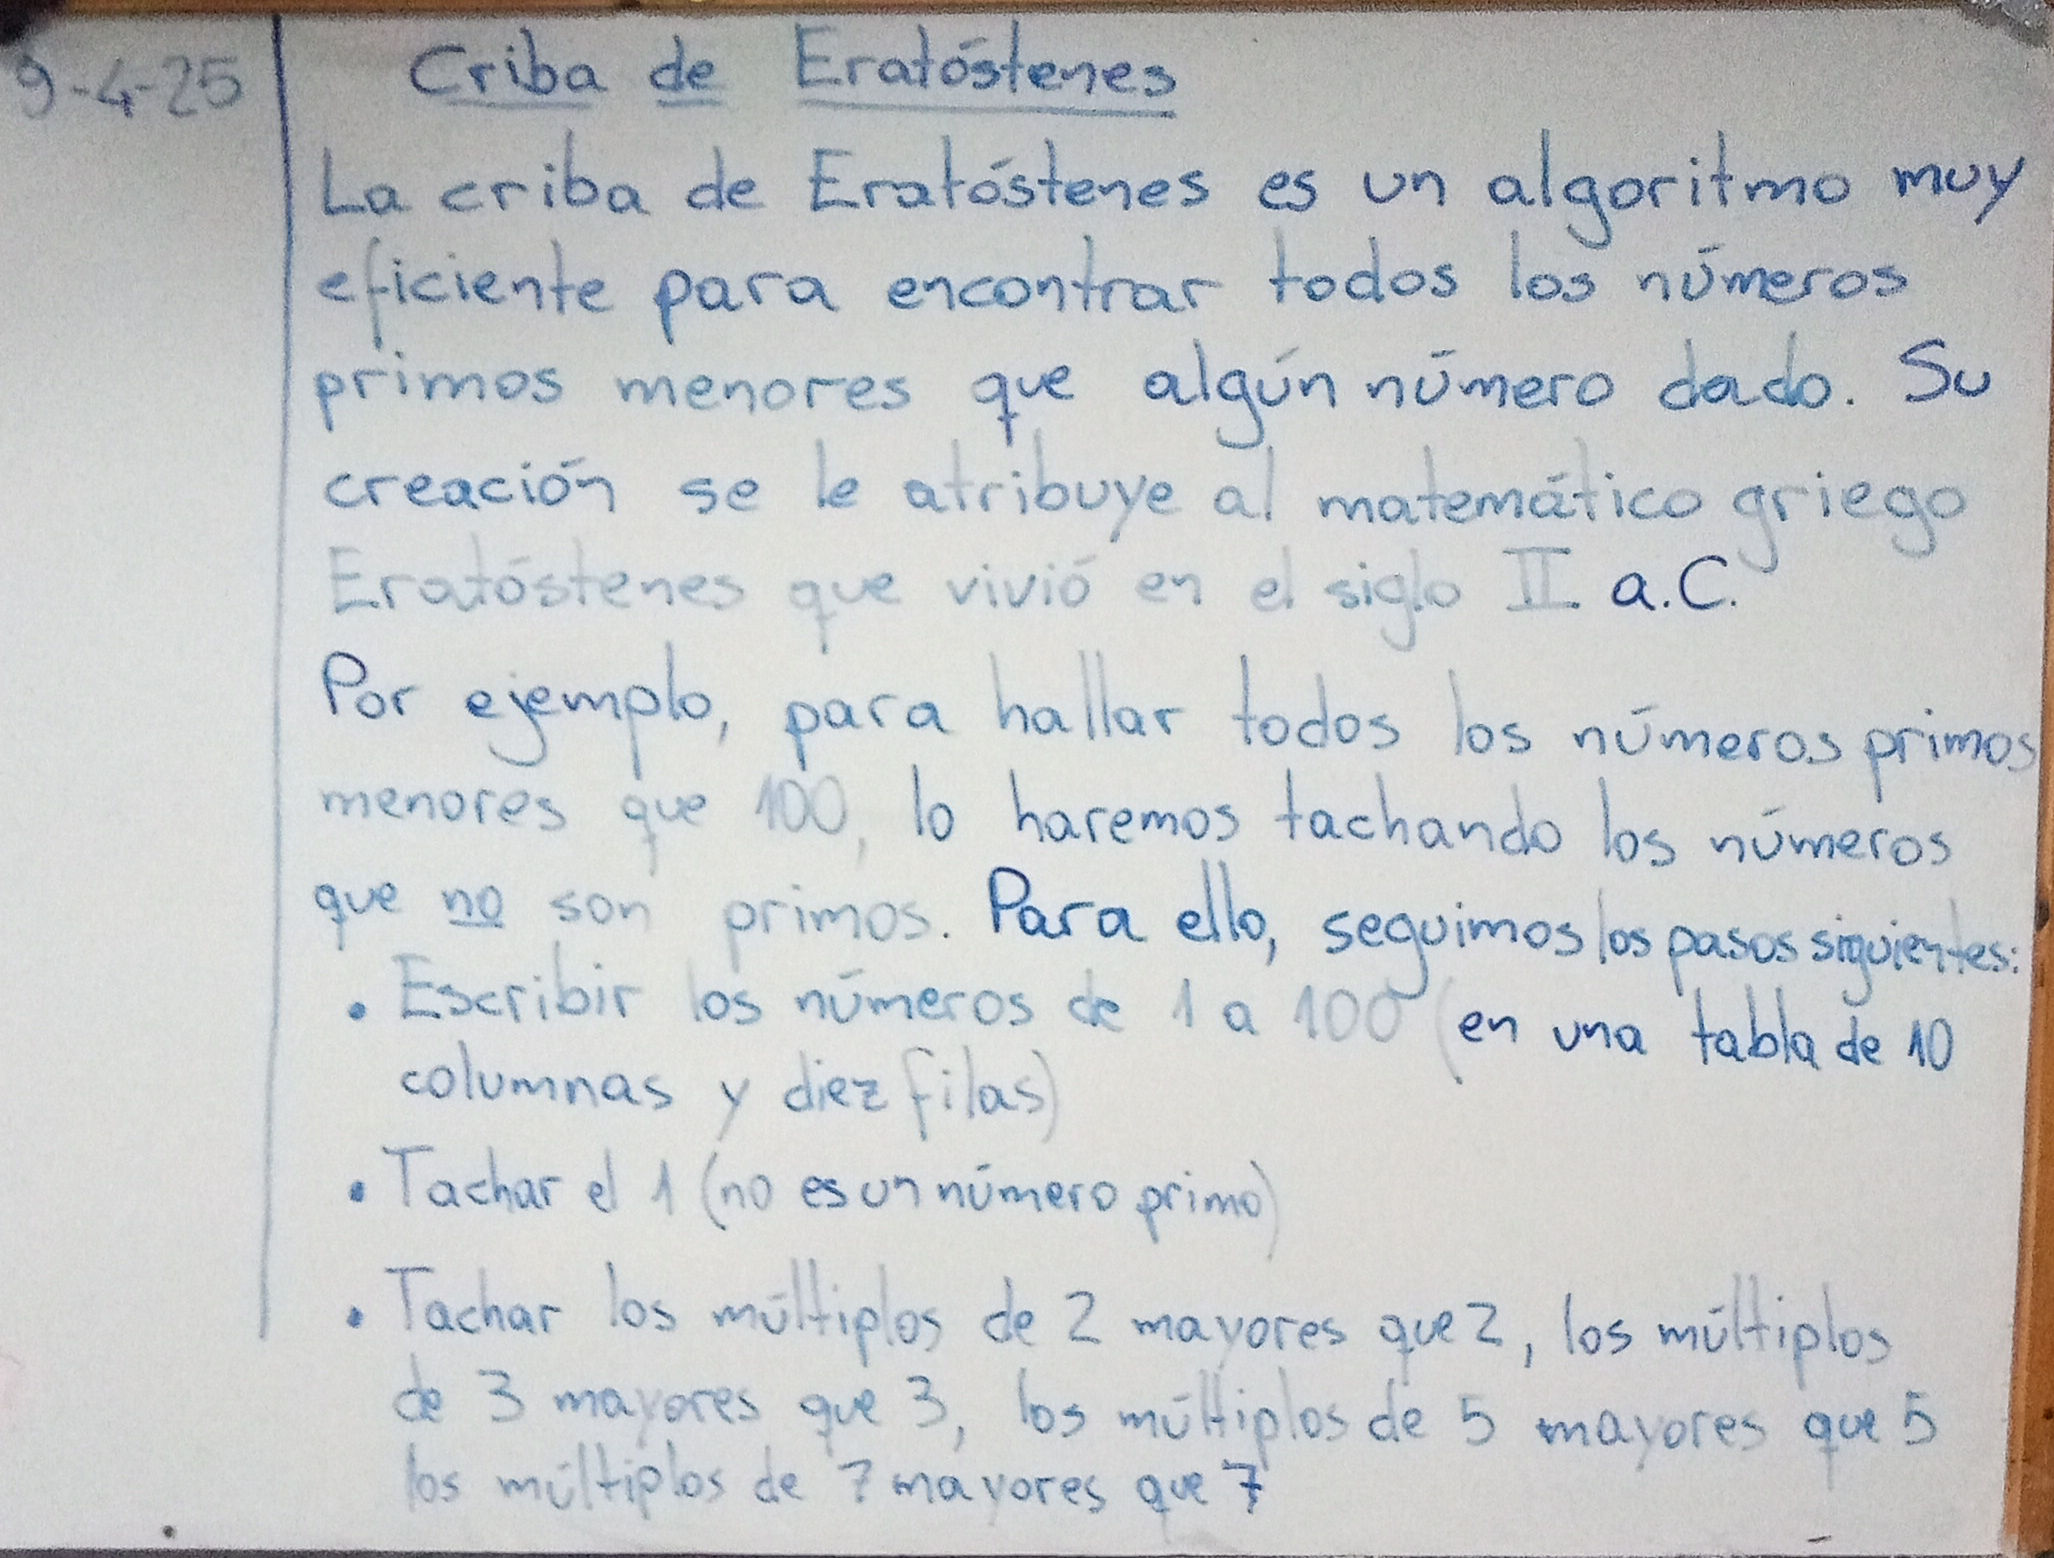 9-4-25
Criba de Eratóstenes
La criba de Eratóstenes es un algoritmo muy
eficiente para encontrar todos los números
primos menores que algún número dado. Su
creación se le atribuye al matemático griego
Eratóstenes que vivió en el siglo II a.C.
Por ejemplo, para hallar todos los números primos
menores que 100, lo haremos tachando los números
que no son primos. Para ello, seguimos los pasos siguientes:
• Escribir los números de 1 a 100 (en una tabla de 10
columnas y diez filas)
• Tachar el 1 (no es un número primo)
• Tachar los múltiplos de 2 mayores que 2, los múltiplos
de 3 mayores que 3, los múltiplos de 5 mayores que 5
los múltiplos de 7 mayores que 7